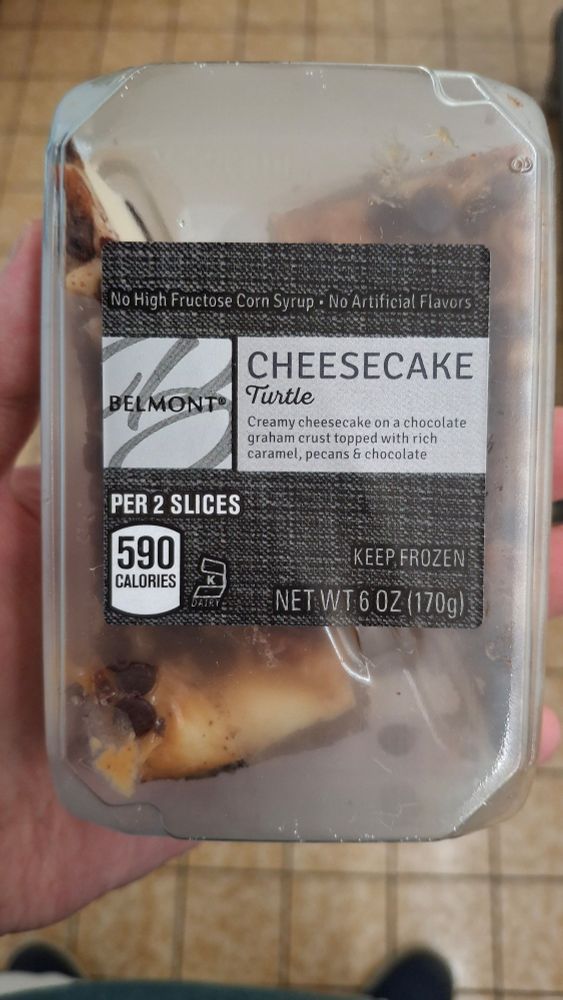 No High Fructose Corn Syrup • No Artificial Flavors
BELMONT®
CHEESECAKE
Turtle
Creamy cheesecake on a chocolate
graham crust topped with rich
caramel, pecans & chocolate
PER 2 SLICES
590
CALORIES
K
DAIRY
KEEP FROZEN
NET WT 6 OZ (170g)